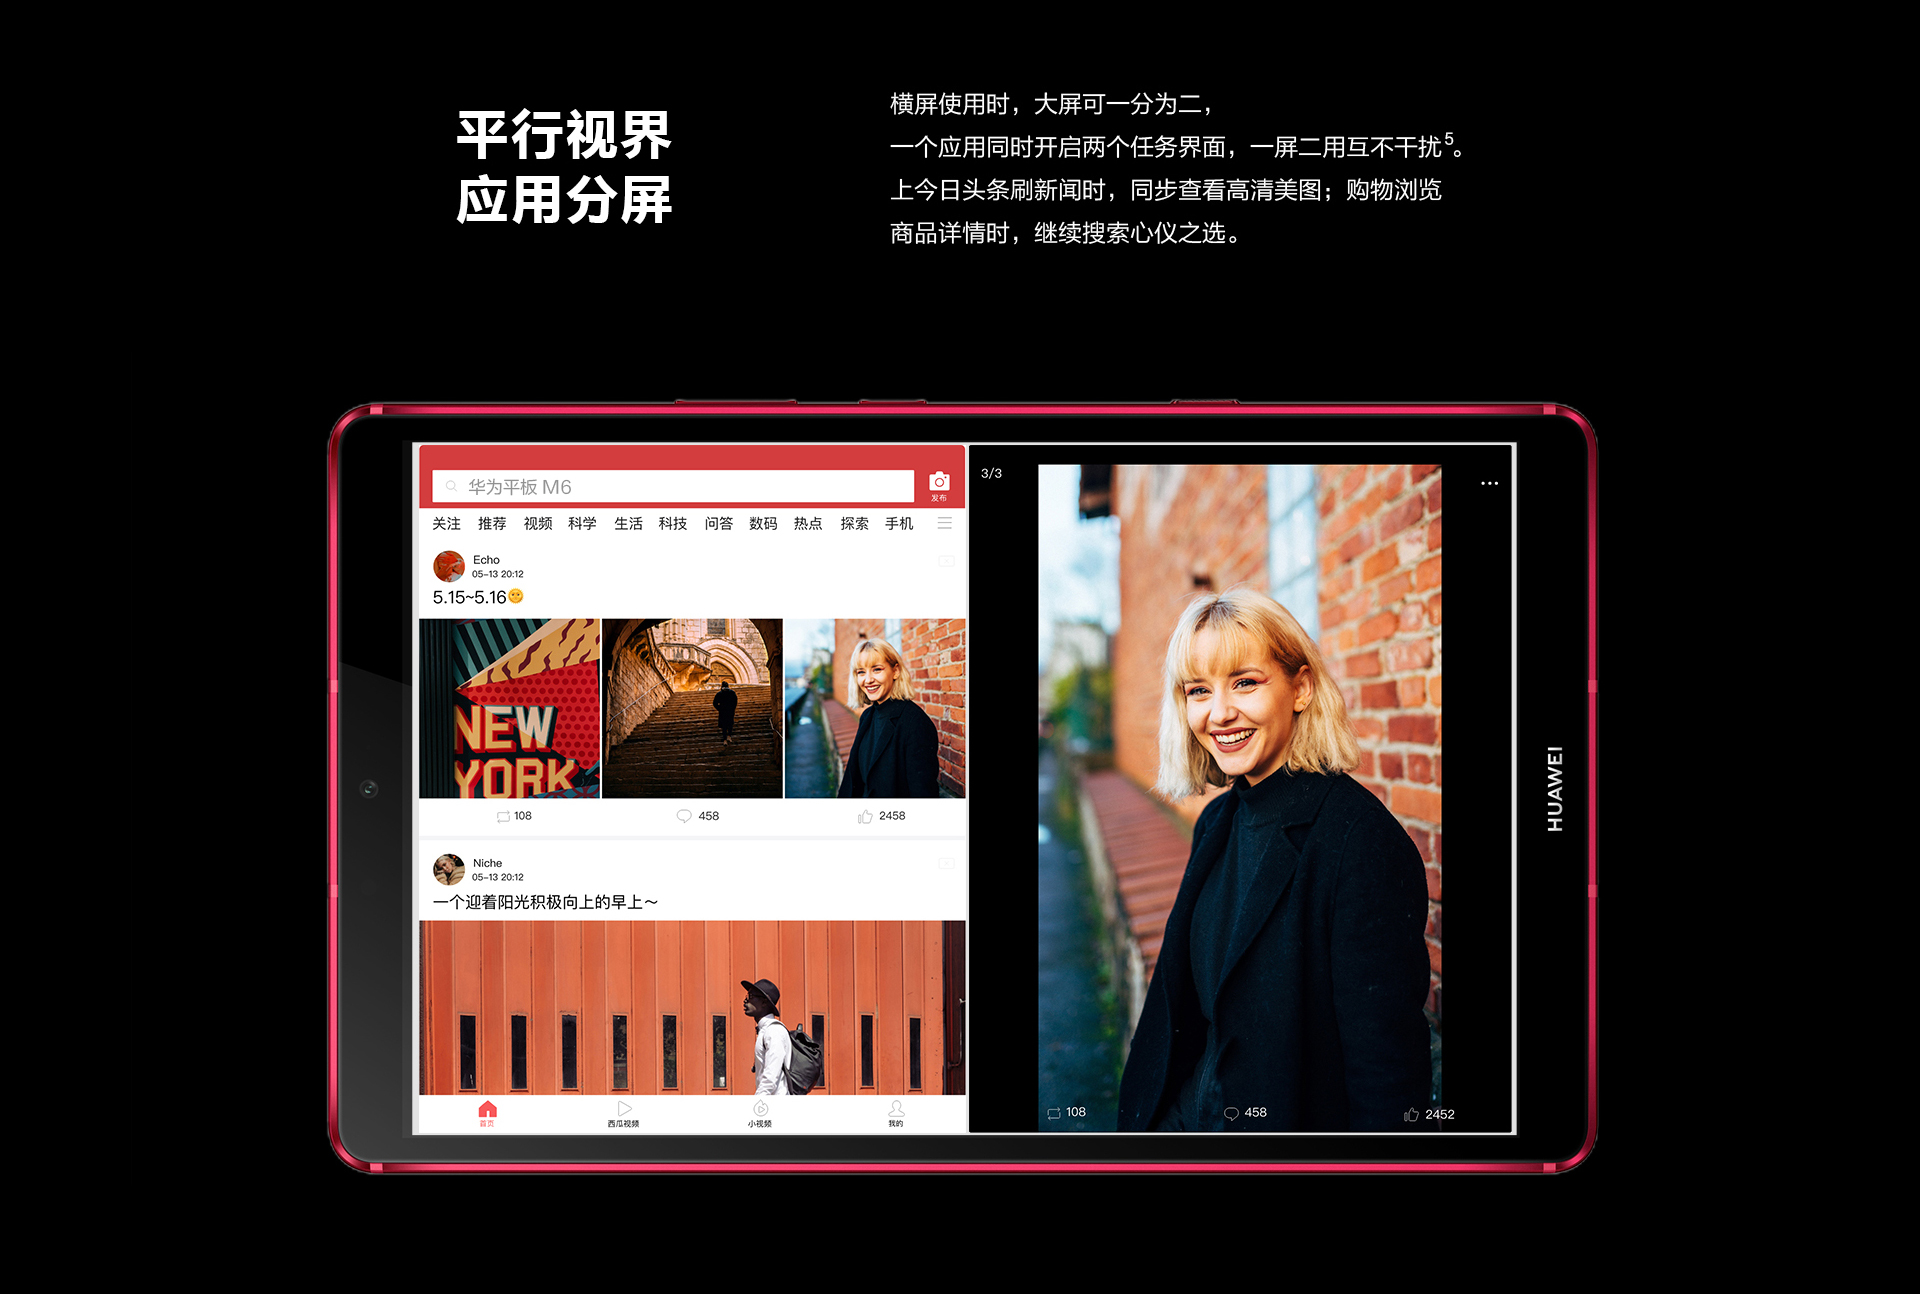 平行视界
应用分屏
横屏使用时，大屏可一分为二，
一个应用同时开启两个任务界面，一屏二用互不干扰5。
上今日头条刷新闻时，同步查看高清美图；购物浏览
商品详情时，继续搜索心仪之选。
华为平板 M6
发布
关注 推荐 视频 科学 生活 科技 问答 数码 热点 探索 手机
Echo
05-13 20:12
5.15~5.16
NEW
YORK
108 458 2458
Niche
05-13 20:12
一个迎着阳光积极向上的早上～
首页 西瓜视频 小视频 我的
3/3
108 458 2452
HUAWEI